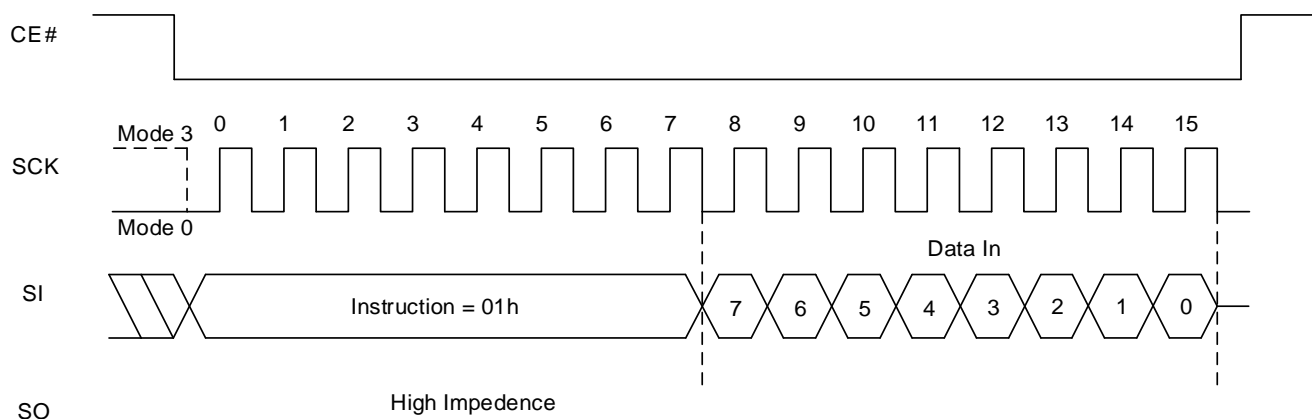 CE#
Mode 3 0 1 2 3 4 5 6 7 8 9 10 11 12 13 14 15
SCK
Mode 0
Data In
SI Instruction = 01h 7 6 5 4 3 2 1 0
SO High Impedence